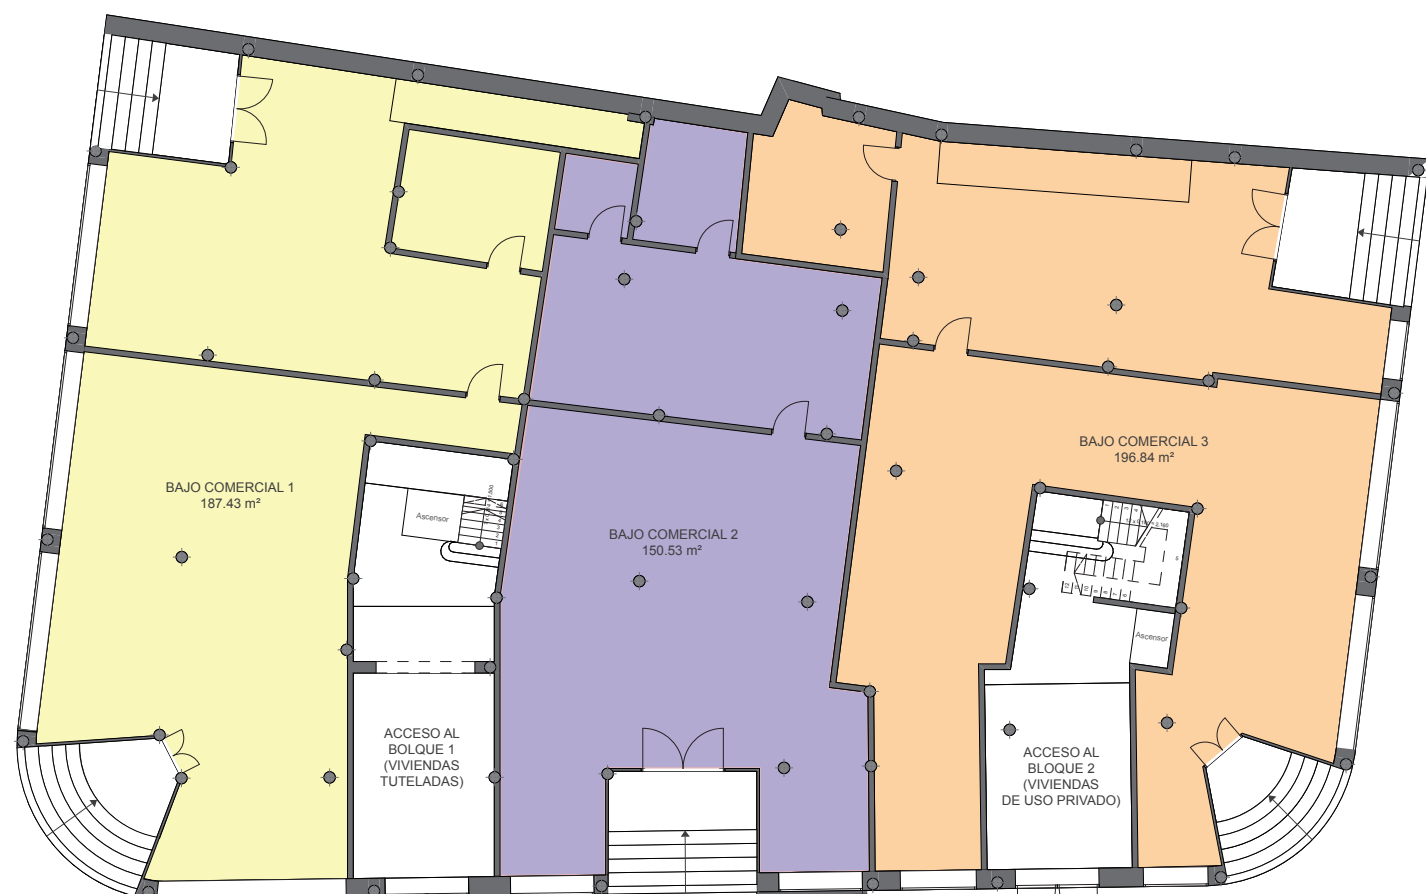 BAJO COMERCIAL 1
187.43 m²
BAJO COMERCIAL 2
150.53 m²
BAJO COMERCIAL 3
196.84 m²
Ascensor
Ascensor
ACCESO AL
BOLQUE 1
(VIVIENDAS
TUTELADAS)
ACCESO AL
BLOQUE 2
(VIVIENDAS
DE USO PRIVADO)